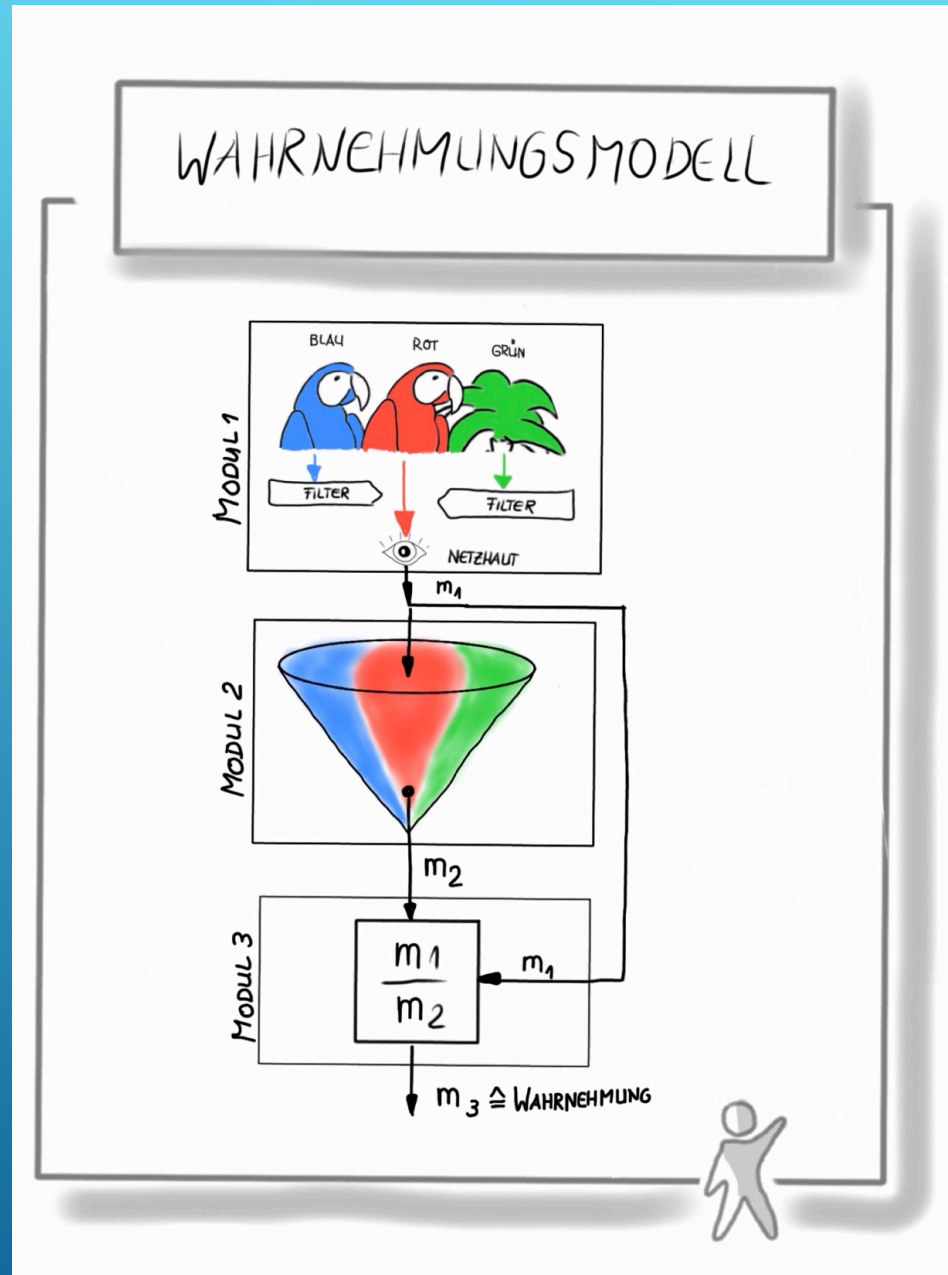 WAHRNEHMUNGSMODELL
BLAU ROT GRÜN
MODUL 1
FILTER FILTER
NETZHAUT
m₁
MODUL 2
m₂
MODUL 3
m₁
m₁
m₂
m₃ ≙ WAHRNEHMUNG